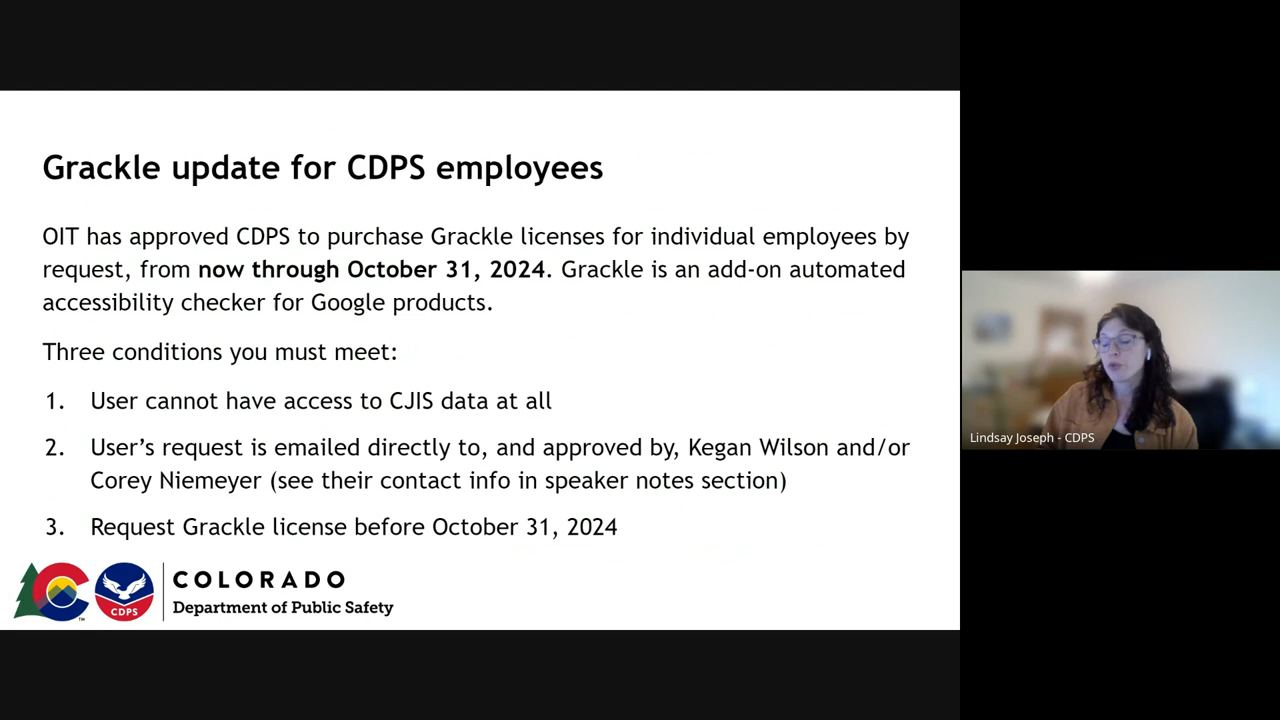 Grackle update for CDPS employees
OIT has approved CDPS to purchase Grackle licenses for individual employees by
request, from now through October 31, 2024. Grackle is an add-on automated
accessibility checker for Google products.
Three conditions you must meet:
1. User cannot have access to CJIS data at all
2. User’s request is emailed directly to, and approved by, Kegan Wilson and/or
Corey Niemeyer (see their contact info in speaker notes section)
3. Request Grackle license before October 31, 2024
CDPS
TM
COLORADO
Department of Public Safety
Lindsay Joseph - CDPS